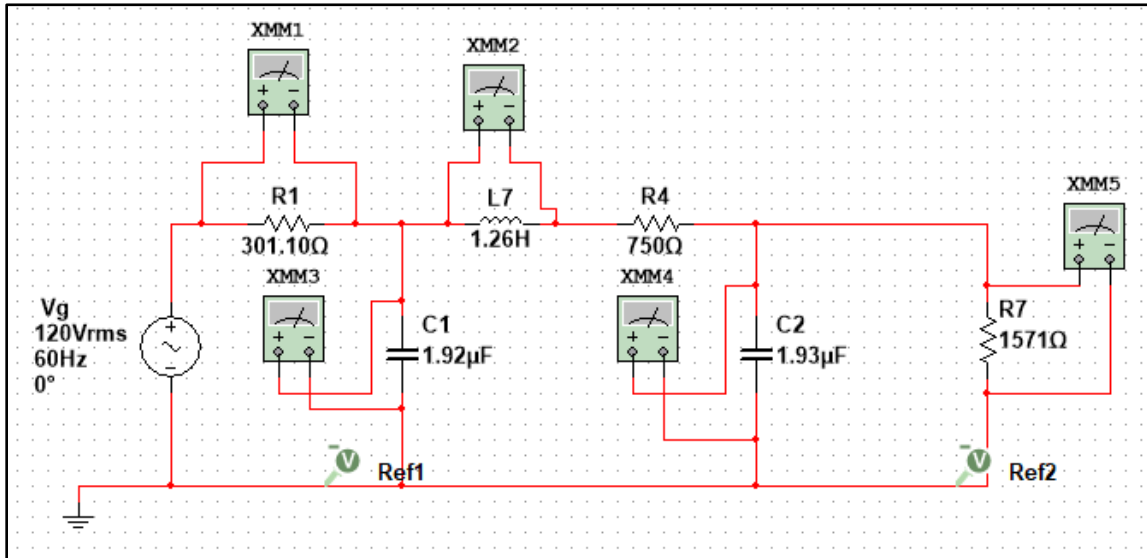 XMM1
XMM2
R1
301.10Ω
L7
1.26H
R4
750Ω
XMM5
XMM3
XMM4
Vg
120Vrms
60Hz
0°
C1
1.92µF
C2
1.93µF
R7
1571Ω
V
Ref1
V
Ref2